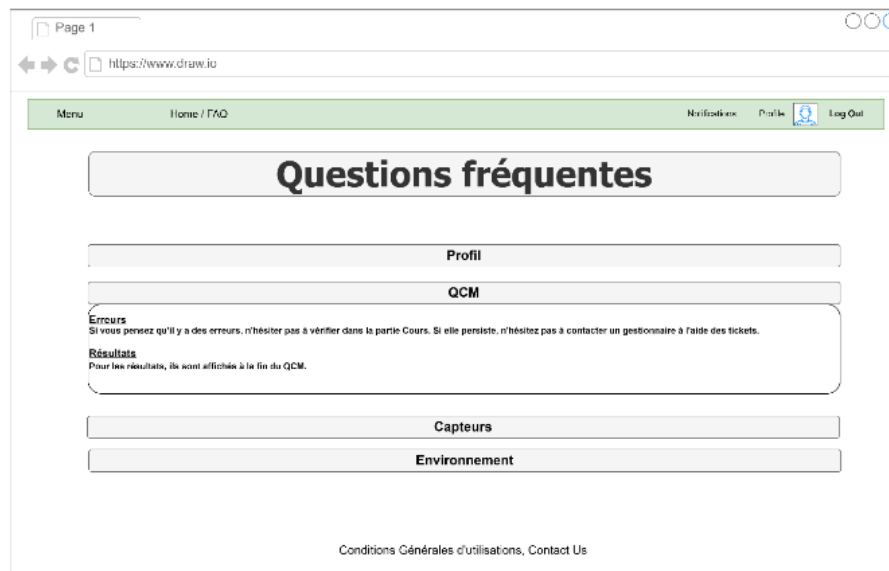 Page 1
https://www.draw.io
Menu Home / FAQ Notifications Profile Log Out
Questions fréquentes
Profil
QCM
Erreurs
Si vous pensez qu'il y a des erreurs, n'hésiter pas à vérifier dans la partie Cours. Si elle persiste, n'hésitez pas à contacter un gestionnaire à l'aide des tickets.
Résultats
Pour les résultats, ils sont affichés à la fin du QCM.
Capteurs
Environnement
Conditions Générales d'utilisations, Contact Us